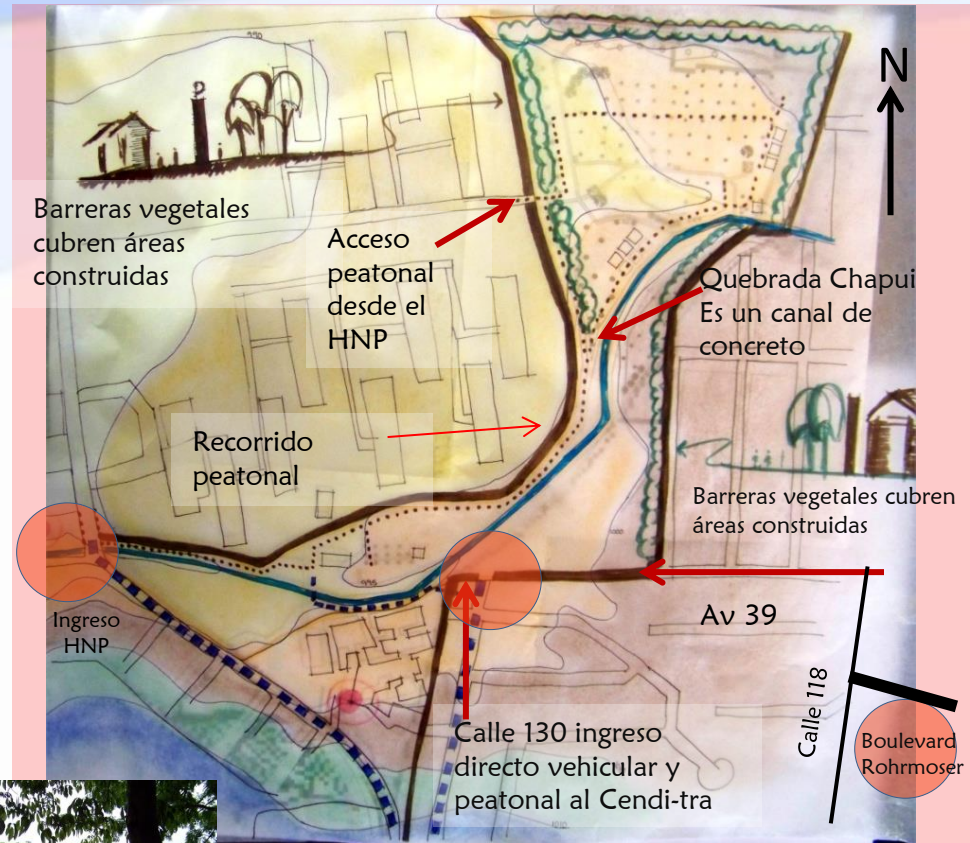 N
Barreras vegetales
cubren áreas
construidas
Acceso
peatonal
desde el
HNP
Quebrada Chapui
Es un canal de
concreto
Recorrido
peatonal
Barreras vegetales cubren
áreas construidas
Ingreso
HNP
Av 39
Calle 118
Boulevard
Rohrmoser
Calle 130 ingreso
directo vehicular y
peatonal al Cendi-tra
990
995